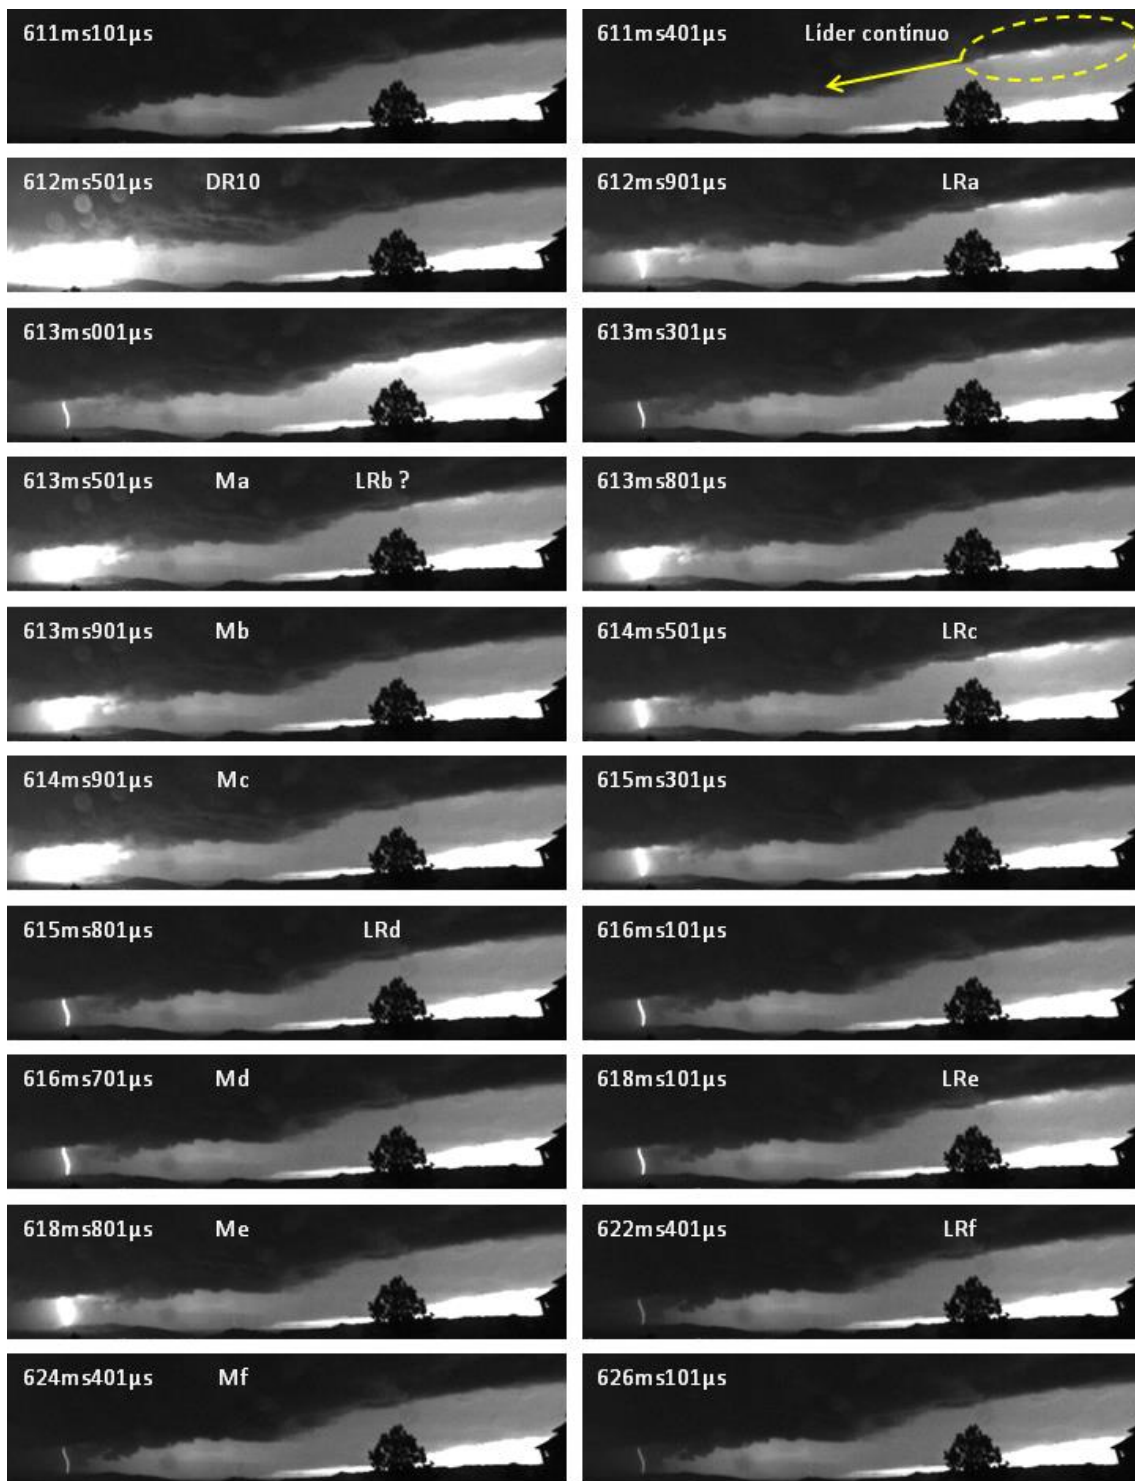 611ms101µs
611ms401µs Líder contínuo
612ms501µs DR10
612ms901µs LRa
613ms001µs
613ms301µs
613ms501µs Ma LRb ?
613ms801µs
613ms901µs Mb
614ms501µs LRc
614ms901µs Mc
615ms301µs
615ms801µs LRd
616ms101µs
616ms701µs Md
618ms101µs LRe
618ms801µs Me
622ms401µs LRf
624ms401µs Mf
626ms101µs